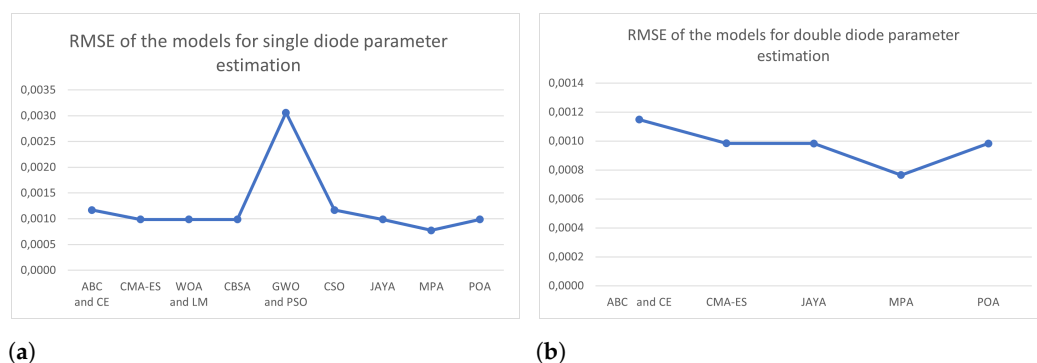 RMSE of the models for single diode parameter
estimation
0,0035
0,0030
0,0025
0,0020
0,0015
0,0010
0,0005
0,0000
ABC and CE
CMA-ES
WOA and LM
CBSA
GWO and PSO
CSO
JAYA
MPA
POA
(a)
RMSE of the models for double diode parameter
estimation
0,0014
0,0012
0,0010
0,0008
0,0006
0,0004
0,0002
0,0000
ABC and CE
CMA-ES
JAYA
MPA
POA
(b)